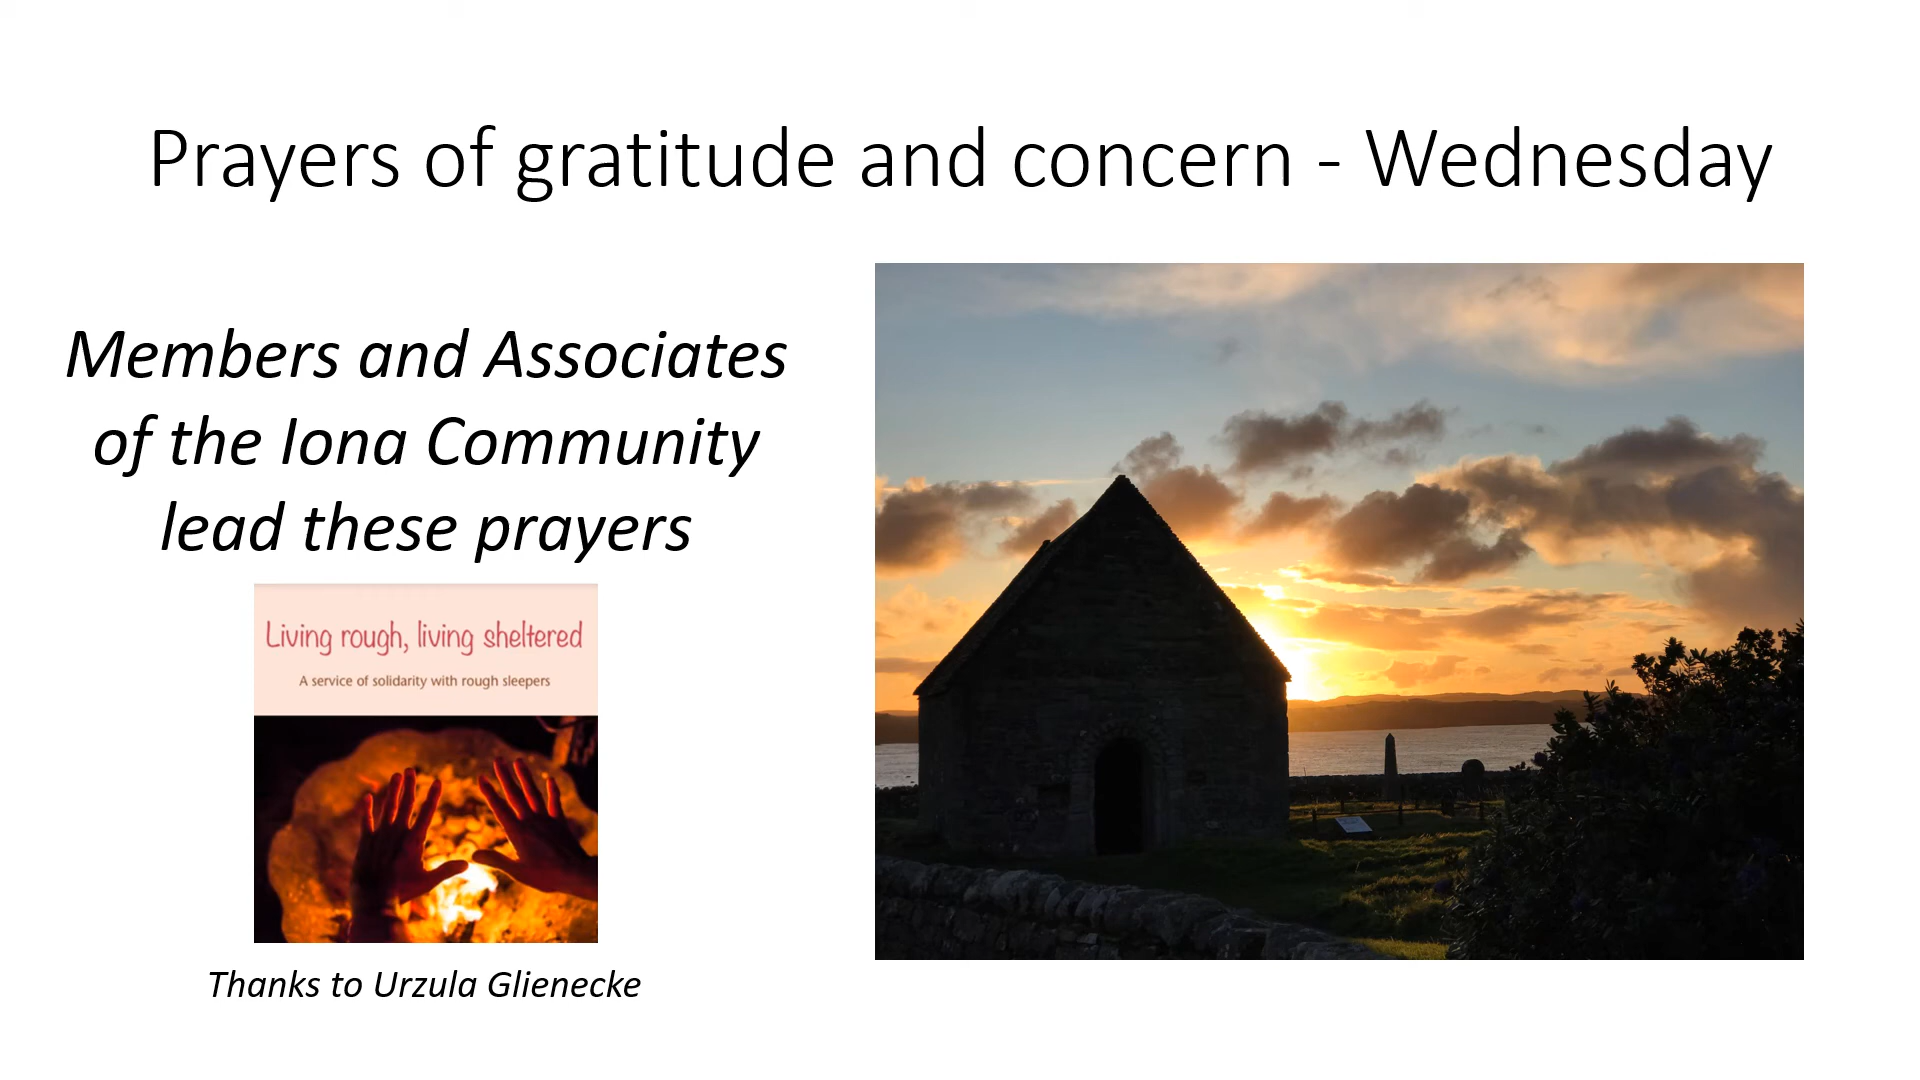 Prayers of gratitude and concern - Wednesday
Members and Associates
of the Iona Community
lead these prayers
Living rough, living sheltered
A service of solidarity with rough sleepers
Thanks to Urzula Glienecke